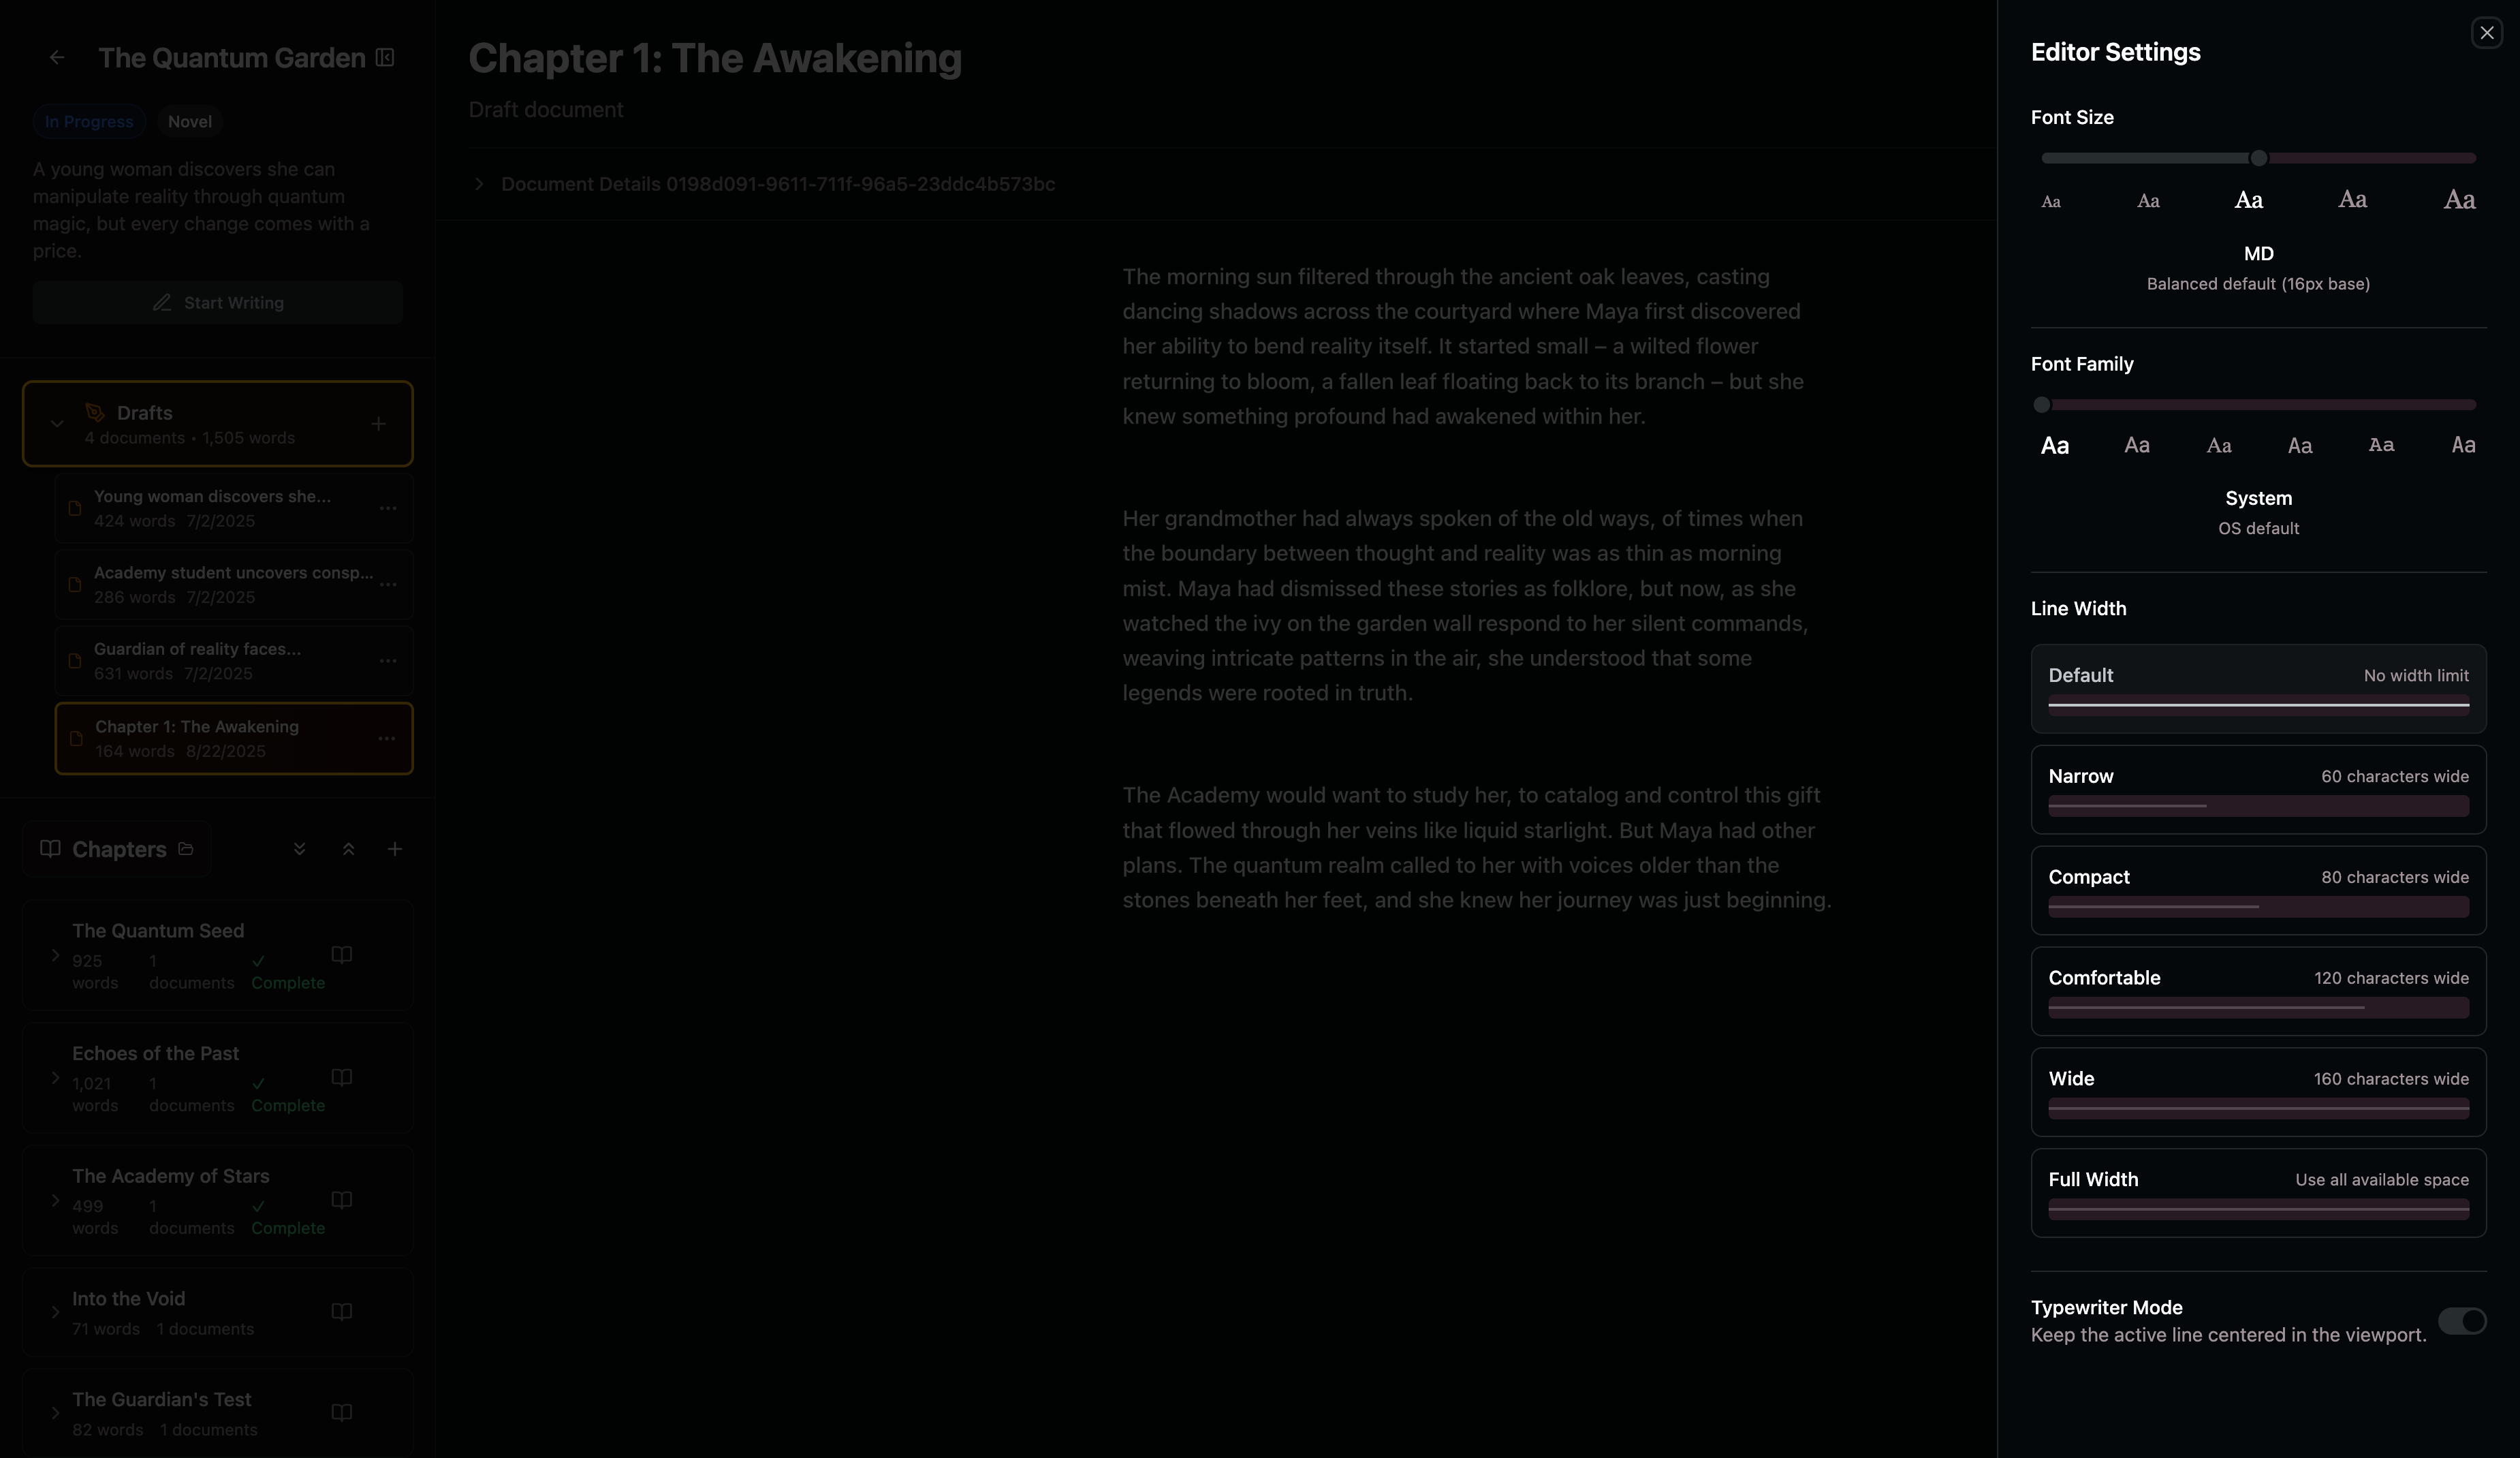 The Quantum Garden
In Progress
Novel
A young woman discovers she can
manipulate reality through quantum
magic, but every change comes with a
price.
Start Writing
Drafts
4 documents • 1,505 words
Young woman discovers she...
424 words 7/2/2025
Academy student uncovers consp...
286 words 7/2/2025
Guardian of reality faces...
631 words 7/2/2025
Chapter 1: The Awakening
164 words 8/22/2025
Chapters
The Quantum Seed
925 words
1 documents
✓ Complete
Echoes of the Past
1,021 words
1 documents
✓ Complete
The Academy of Stars
499 words
1 documents
✓ Complete
Into the Void
71 words 1 documents
The Guardian's Test
82 words 1 documents
Chapter 1: The Awakening
Draft document
Document Details 0198d091-9611-711f-96a5-23ddc4b573bc
The morning sun filtered through the ancient oak leaves, casting
dancing shadows across the courtyard where Maya first discovered
her ability to bend reality itself. It started small – a wilted flower
returning to bloom, a fallen leaf floating back to its branch – but she
knew something profound had awakened within her.
Her grandmother had always spoken of the old ways, of times when
the boundary between thought and reality was as thin as morning
mist. Maya had dismissed these stories as folklore, but now, as she
watched the ivy on the garden wall respond to her silent commands,
weaving intricate patterns in the air, she understood that some
legends were rooted in truth.
The Academy would want to study her, to catalog and control this gift
that flowed through her veins like liquid starlight. But Maya had other
plans. The quantum realm called to her with voices older than the
stones beneath her feet, and she knew her journey was just beginning.
Editor Settings
Font Size
Aa Aa Aa Aa Aa
MD
Balanced default (16px base)
Font Family
Aa Aa Aa Aa Aa Aa
System
OS default
Line Width
Default No width limit
Narrow 60 characters wide
Compact 80 characters wide
Comfortable 120 characters wide
Wide 160 characters wide
Full Width Use all available space
Typewriter Mode
Keep the active line centered in the viewport.